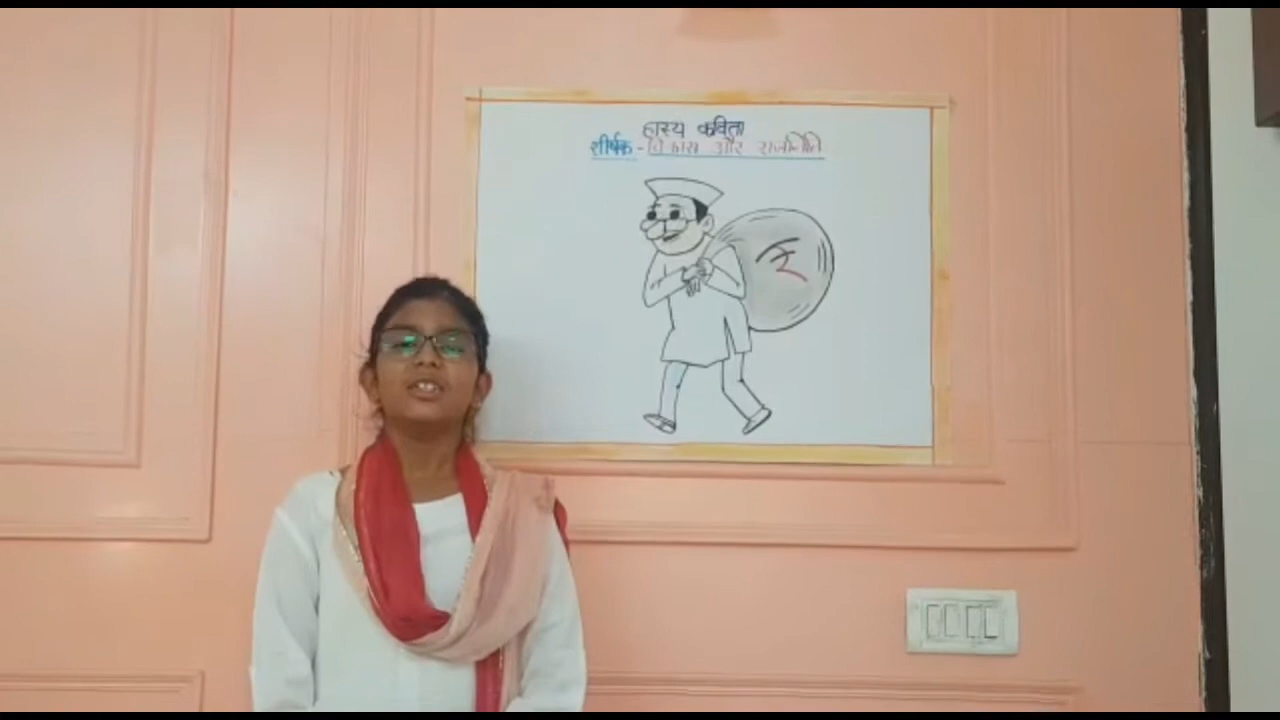 हास्य कविता
शीर्षक - विकास और राजनीति
₹